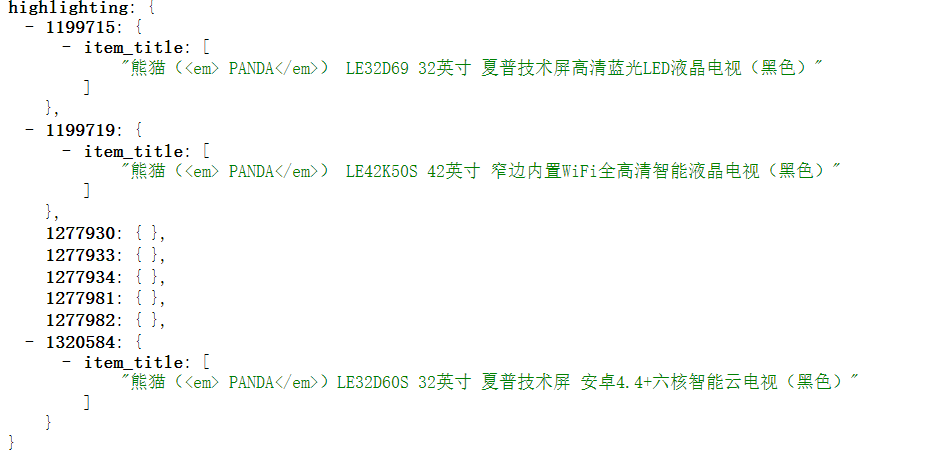 highlighting: {
- 1199715: {
- item_title: [
"熊猫（<em> PANDA</em>） LE32D69 32英寸 夏普技术屏高清蓝光LED液晶电视（黑色）"
]
},
- 1199719: {
- item_title: [
"熊猫（<em> PANDA</em>） LE42K50S 42英寸 窄边内置WiFi全高清智能液晶电视（黑色）"
]
},
1277930: { },
1277933: { },
1277934: { },
1277981: { },
1277982: { },
- 1320584: {
- item_title: [
"熊猫（<em> PANDA</em>）LE32D60S 32英寸 夏普技术屏 安卓4.4+六核智能云电视（黑色）"
]
}
}